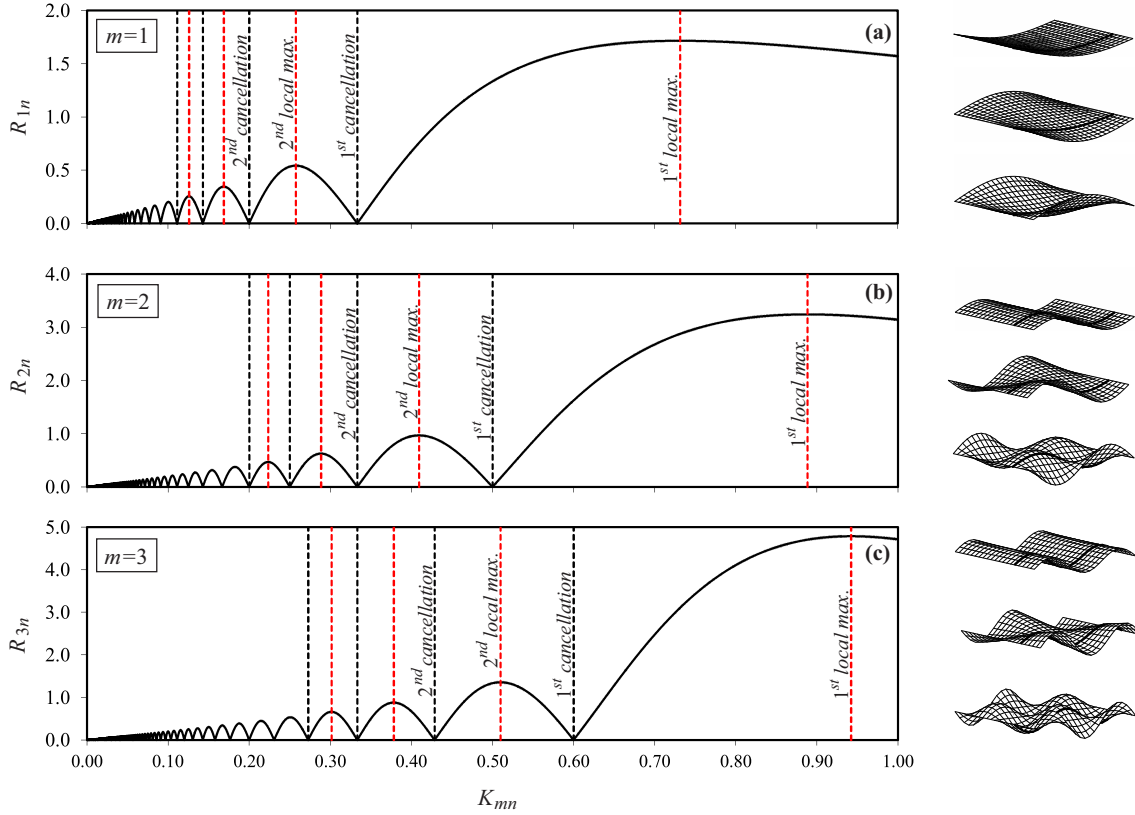 2.0
1.5
1.0
0.5
0.0
R1n
m=1
(a)
2nd cancellation
2nd local max.
1st cancellation
1st local max.
4.0
3.0
2.0
1.0
0.0
R2n
m=2
(b)
2nd cancellation
2nd local max.
1st cancellation
1st local max.
5.0
4.0
3.0
2.0
1.0
0.0
R3n
m=3
(c)
2nd cancellation
2nd local max.
1st cancellation
1st local max.
0.00 0.10 0.20 0.30 0.40 0.50 0.60 0.70 0.80 0.90 1.00
Kmn